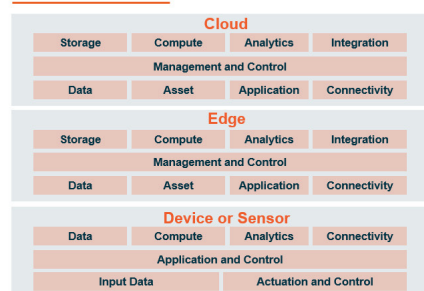 Cloud
Storage Compute Analytics Integration
Management and Control
Data Asset Application Connectivity
Edge
Storage Compute Analytics Integration
Management and Control
Data Asset Application Connectivity
Device or Sensor
Data Compute Analytics Connectivity
Application and Control
Input Data Actuation and Control